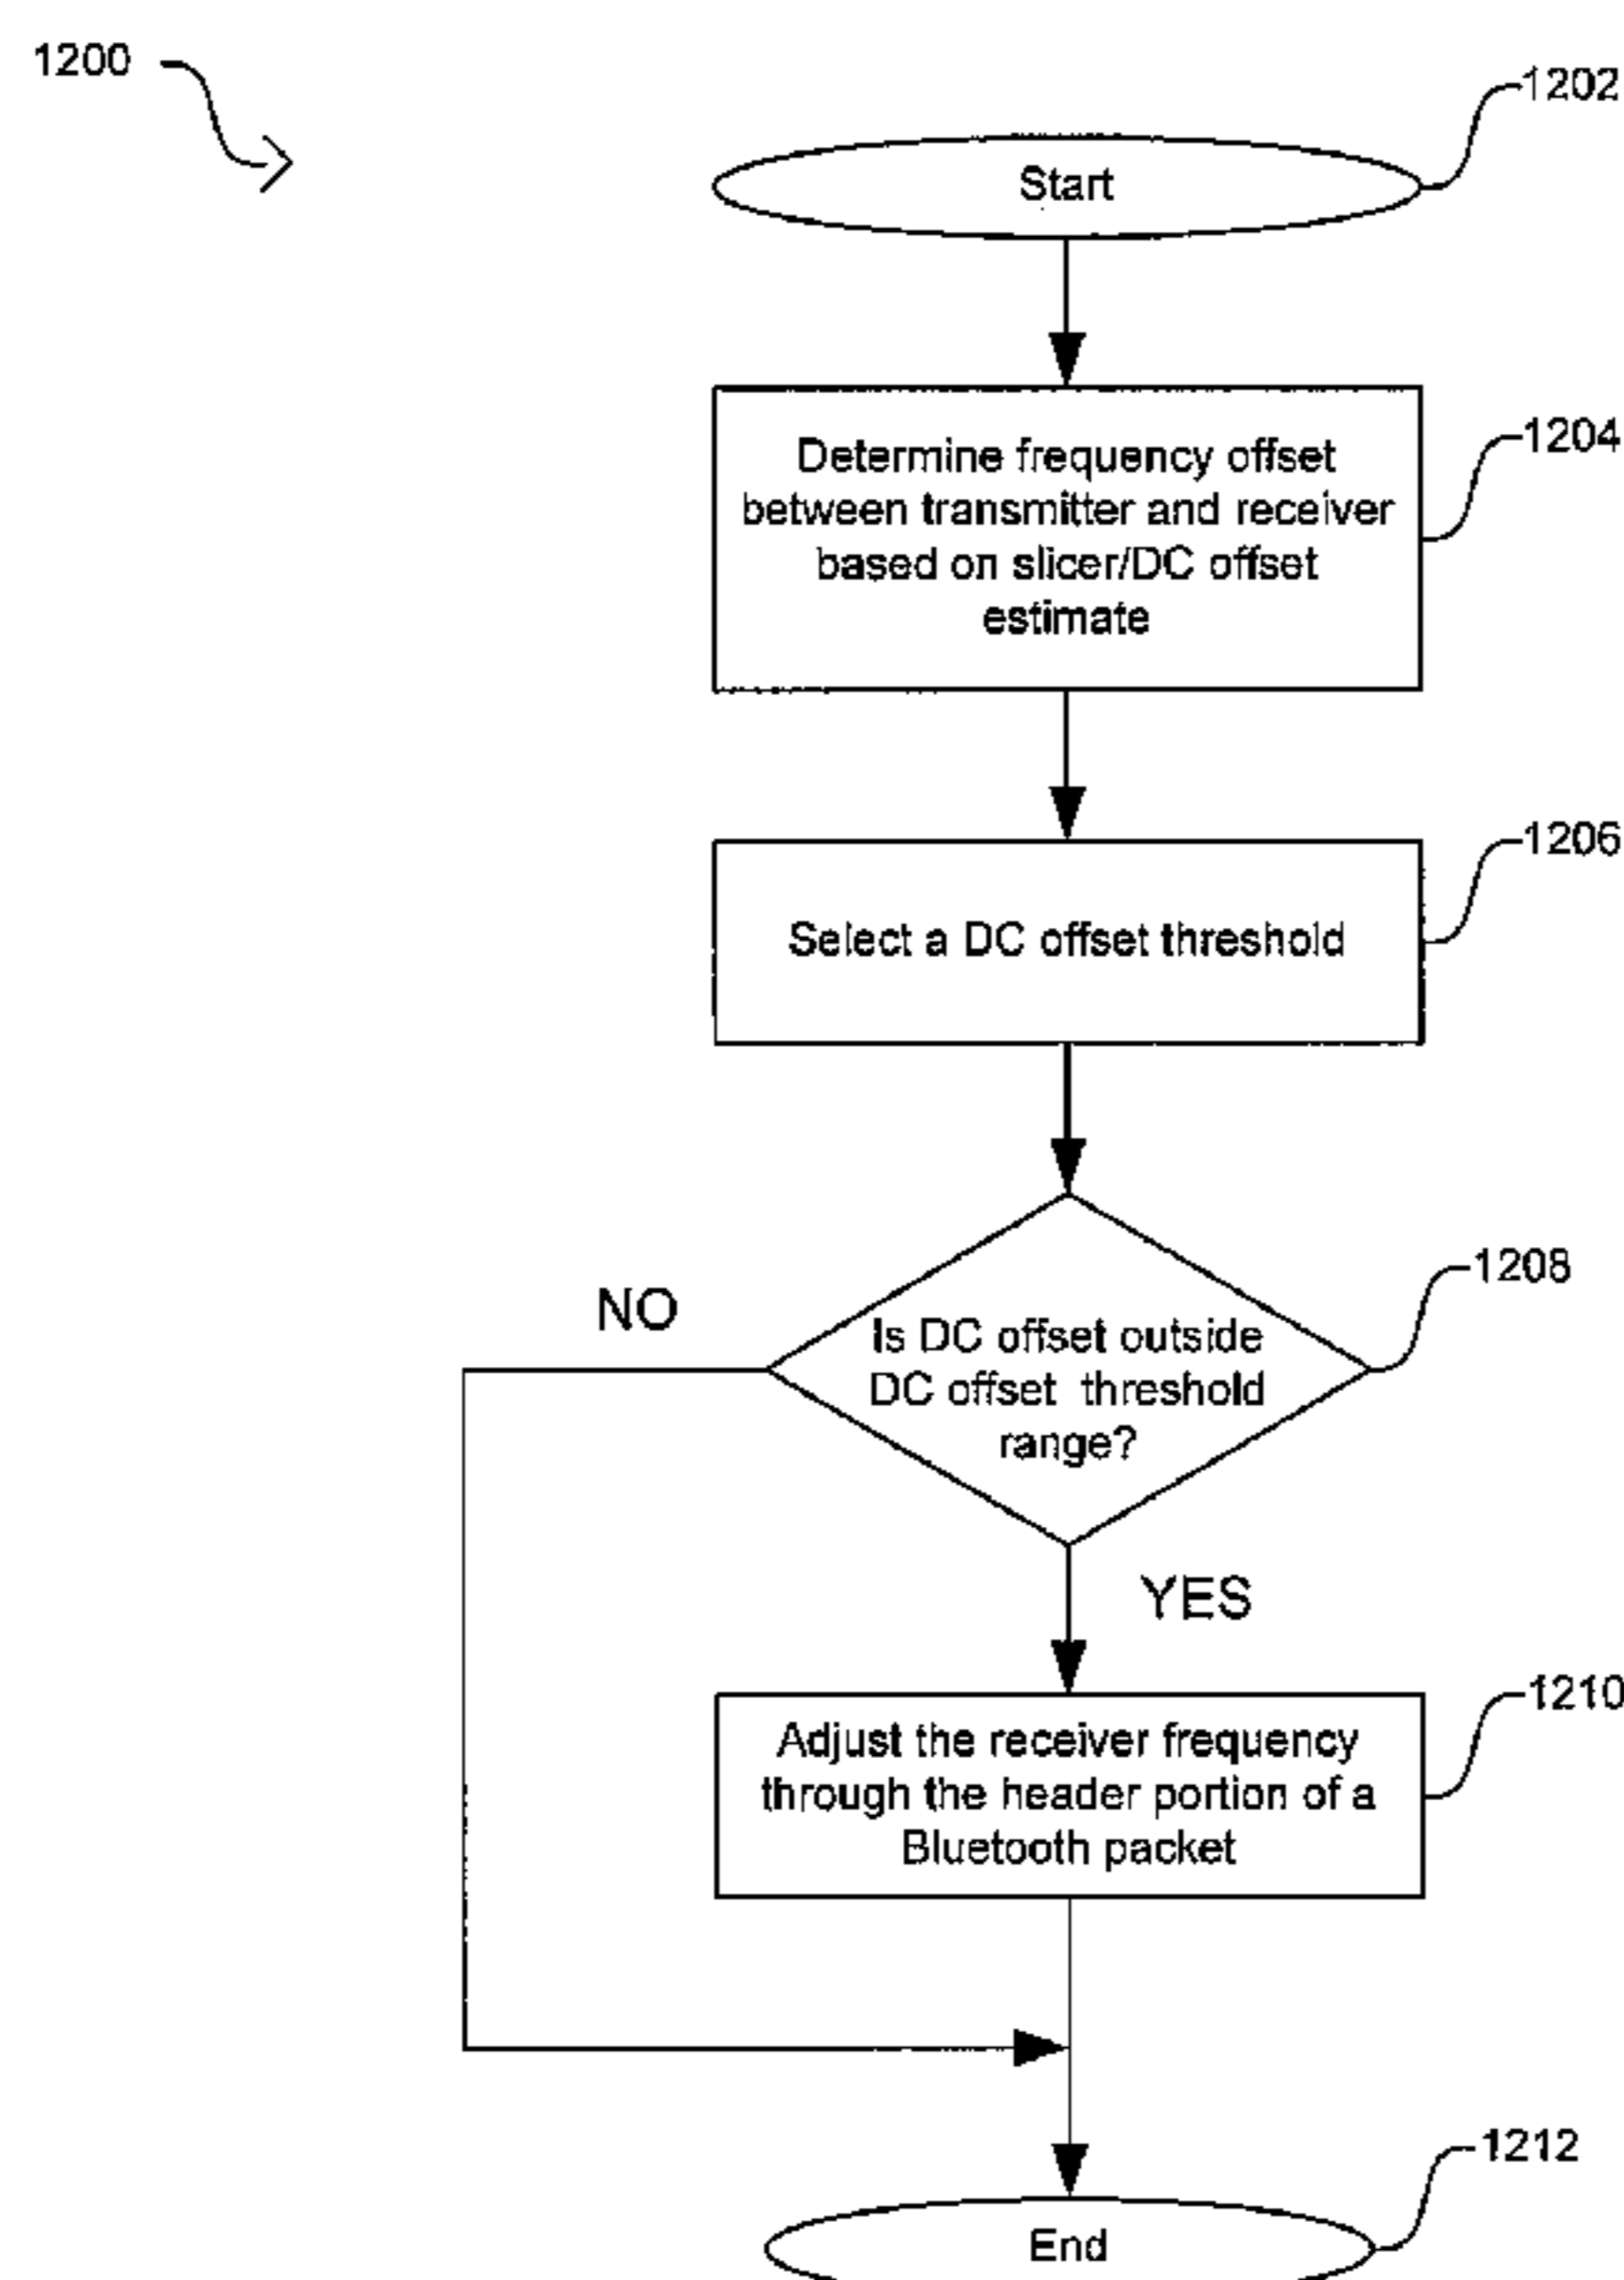 1200
1202
Start
1204
Determine frequency offset
between transmitter and receiver
based on slicer/DC offset
estimate
1206
Select a DC offset threshold
1208
NO
Is DC offset outside
DC offset threshold
range?
YES
1210
Adjust the receiver frequency
through the header portion of a
Bluetooth packet
1212
End